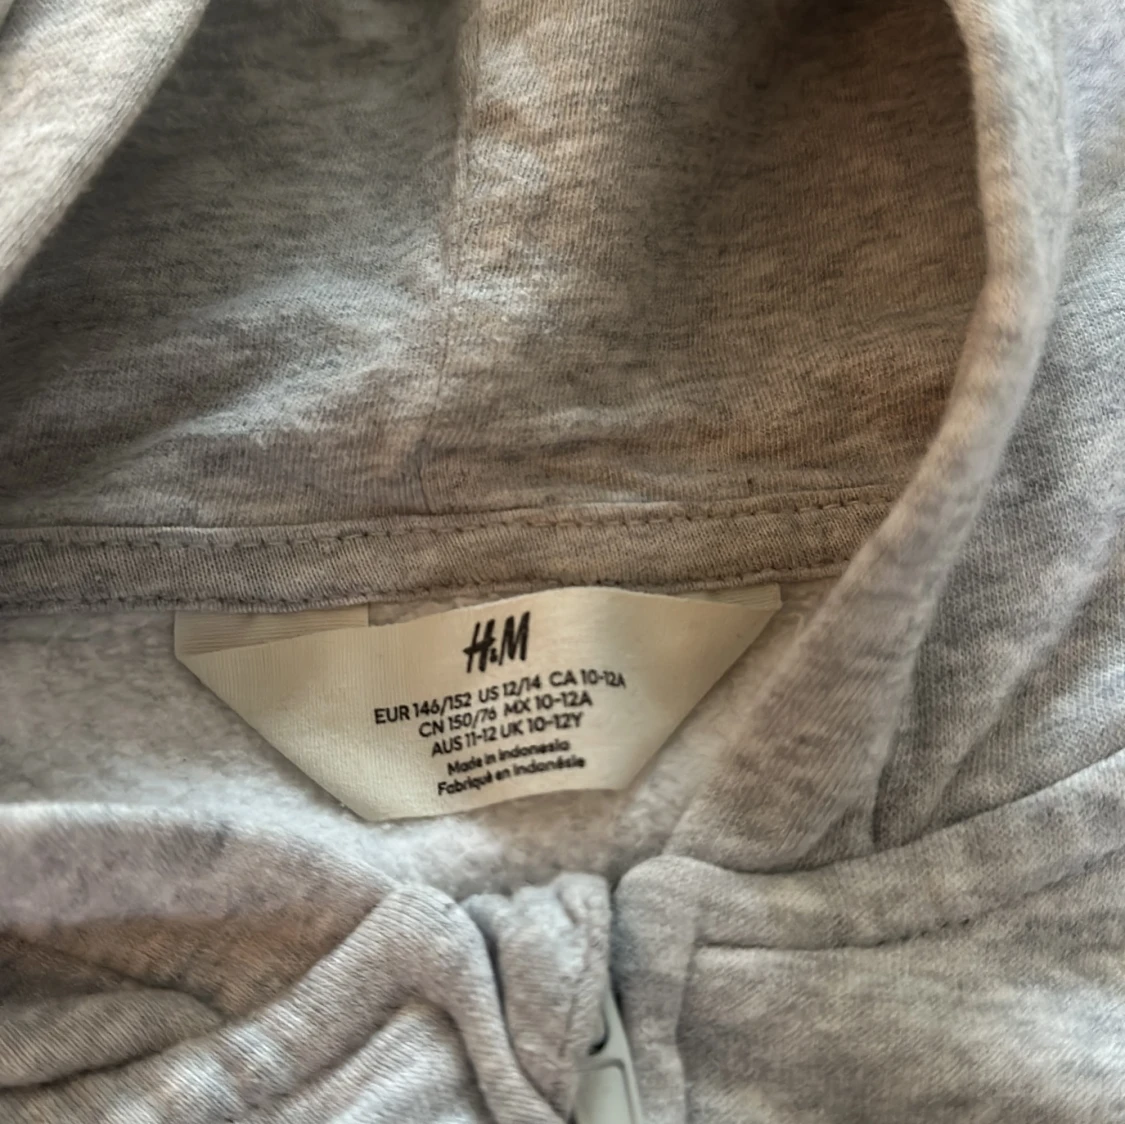 H&M
EUR 146/152 US 12/14 CA 10-12A
CN 150/76 MX 10-12A
AUS 11-12 UK 10-12Y
Made in Indonesia
Fabriqué en Indonésie